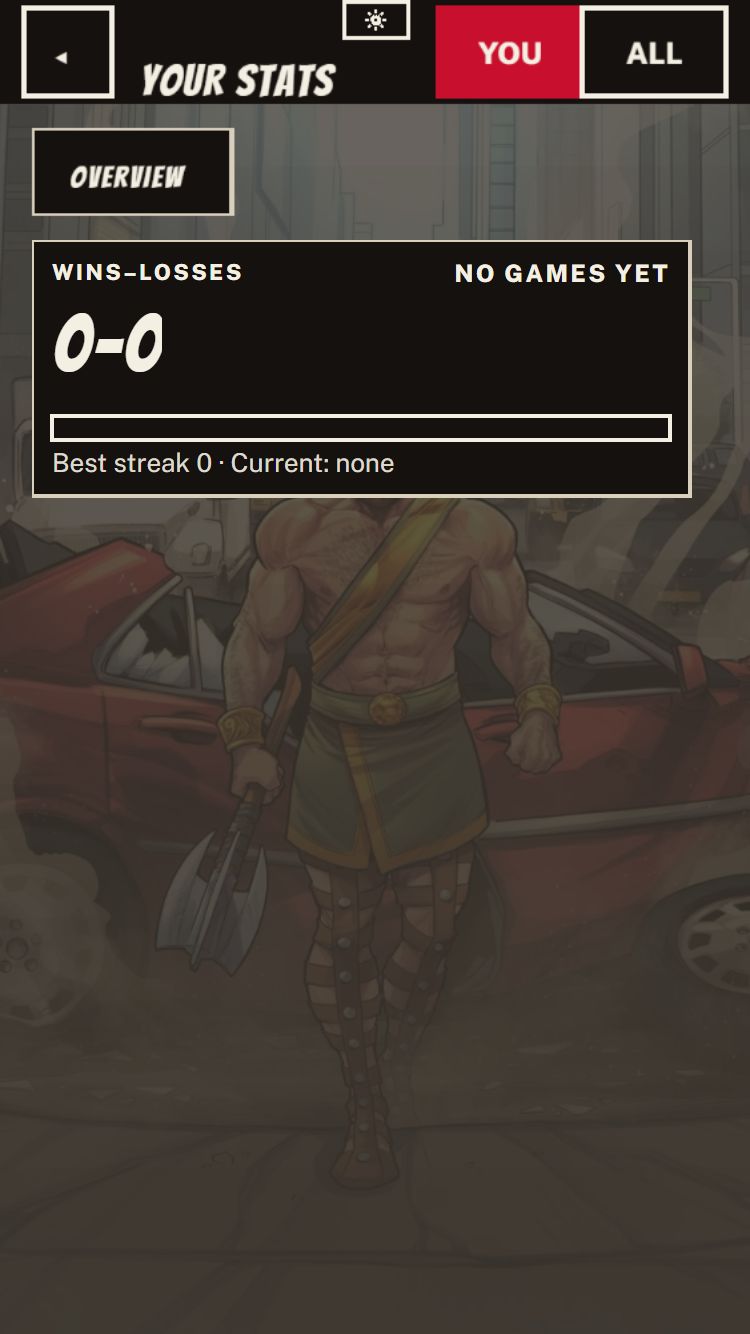 YOUR STATS
YOU
ALL
OVERVIEW
WINS–LOSSES
NO GAMES YET
0–0
Best streak 0 · Current: none